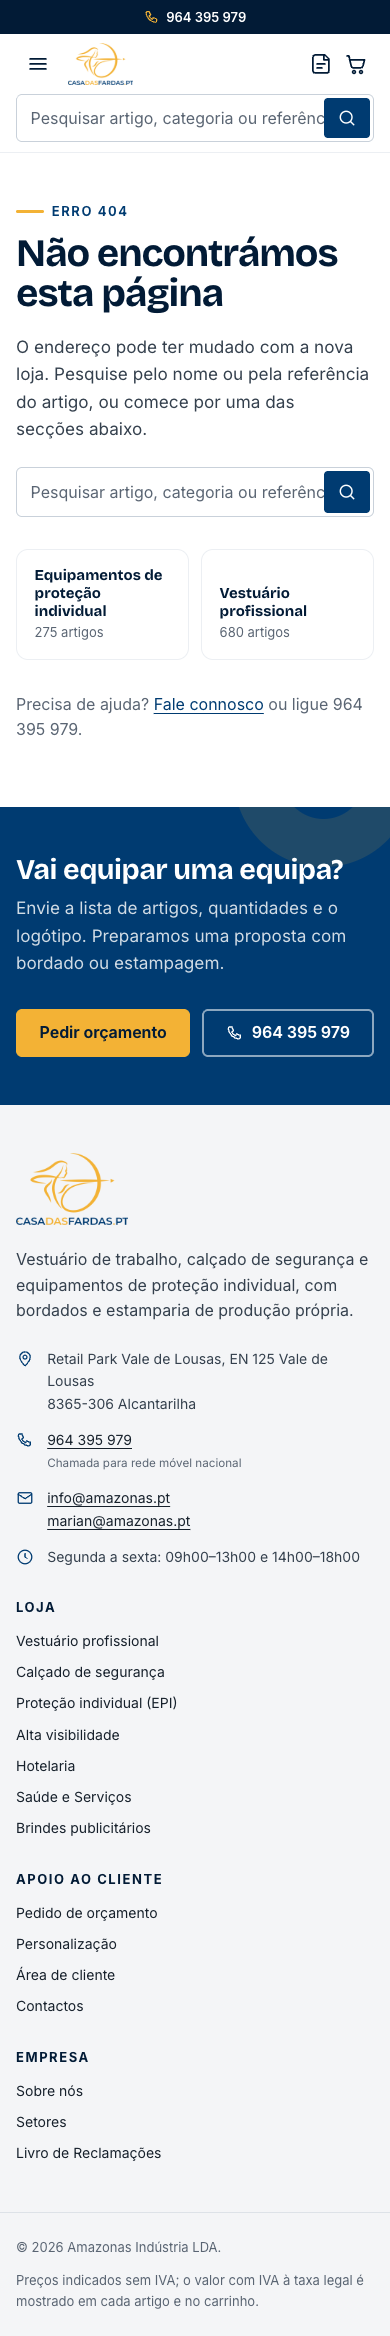 964 395 979
CASADASFARDAS.PT
Pesquisar artigo, categoria ou referênc
ERRO 404
Não encontrámos
esta página
O endereço pode ter mudado com a nova
loja. Pesquise pelo nome ou pela referência
do artigo, ou comece por uma das
secções abaixo.
Pesquisar artigo, categoria ou referênc
Equipamentos de
proteção
individual
275 artigos
Vestuário
profissional
680 artigos
Precisa de ajuda? Fale connosco ou ligue 964
395 979.
Vai equipar uma equipa?
Envie a lista de artigos, quantidades e o
logótipo. Preparamos uma proposta com
bordado ou estampagem.
Pedir orçamento
964 395 979
CASADASFARDAS.PT
Vestuário de trabalho, calçado de segurança e
equipamentos de proteção individual, com
bordados e estamparia de produção própria.
Retail Park Vale de Lousas, EN 125 Vale de
Lousas
8365-306 Alcantarilha
964 395 979
Chamada para rede móvel nacional
info@amazonas.pt
marian@amazonas.pt
Segunda a sexta: 09h00–13h00 e 14h00–18h00
LOJA
Vestuário profissional
Calçado de segurança
Proteção individual (EPI)
Alta visibilidade
Hotelaria
Saúde e Serviços
Brindes publicitários
APOIO AO CLIENTE
Pedido de orçamento
Personalização
Área de cliente
Contactos
EMPRESA
Sobre nós
Setores
Livro de Reclamações
© 2026 Amazonas Indústria LDA.
Preços indicados sem IVA; o valor com IVA à taxa legal é
mostrado em cada artigo e no carrinho.